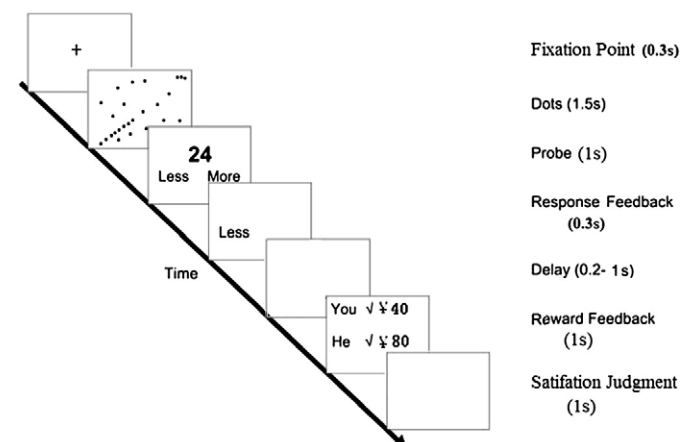 +
Fixation Point (0.3s)
Dots (1.5s)
24
Less More
Probe (1s)
Less
Response Feedback
(0.3s)
Time
Delay (0.2- 1s)
You √ ¥40
He √ ¥80
Reward Feedback
(1s)
Satifation Judgment
(1s)